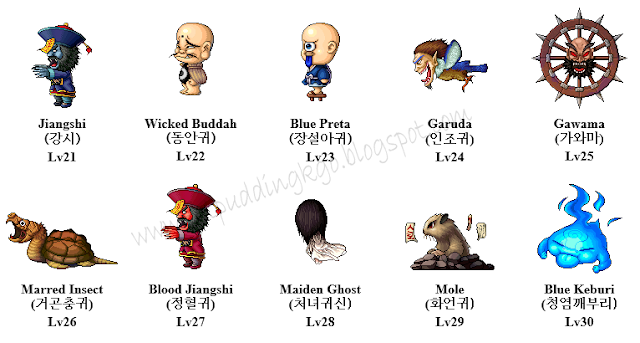 Jiangshi
(강시)
Lv21
Wicked Buddah
(동안귀)
Lv22
Blue Preta
(장설아귀)
Lv23
Garuda
(인조귀)
Lv24
Gawama
(가와마)
Lv25
Marred Insect
(거곤충귀)
Lv26
Blood Jiangshi
(정혈귀)
Lv27
Maiden Ghost
(처녀귀신)
Lv28
Mole
(화언귀)
Lv29
Blue Keburi
(청염깨부리)
Lv30